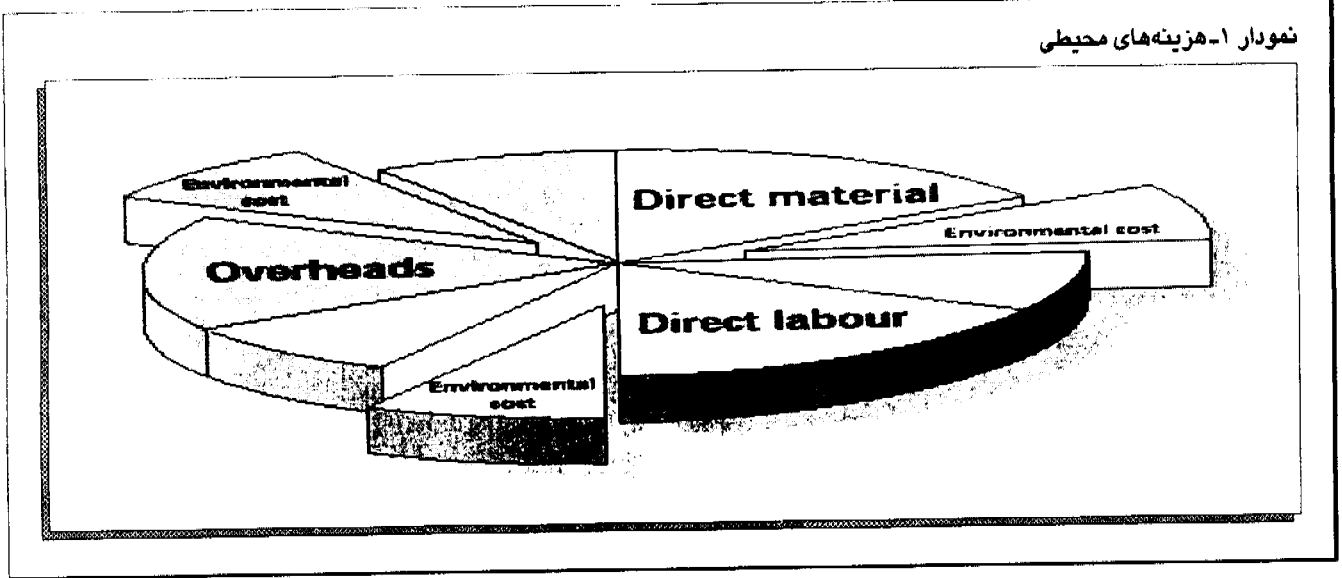 نمودار ۱ـ هزینه‌های محیطی
Environmental
cost
Direct material
Environmental cost
Overheads
Direct labour
Environmental
cost